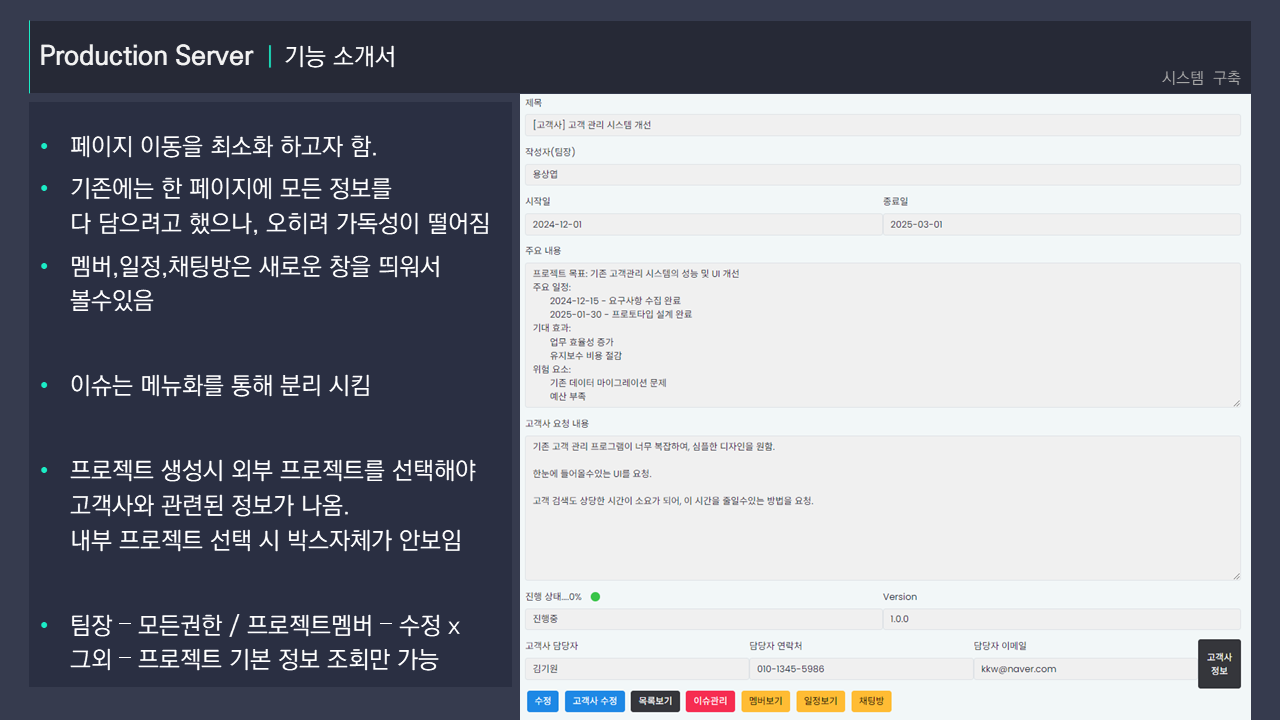 Production Server | 기능 소개서
시스템 구축
• 페이지 이동을 최소화 하고자 함.
• 기존에는 한 페이지에 모든 정보를
다 담으려고 했으나, 오히려 가독성이 떨어짐
• 멤버,일정,채팅방은 새로운 창을 띄워서
볼수있음
• 이슈는 메뉴화를 통해 분리 시킴
• 프로젝트 생성시 외부 프로젝트를 선택해야
고객사와 관련된 정보가 나옴.
내부 프로젝트 선택 시 박스자체가 안보임
• 팀장 – 모든권한 / 프로젝트멤버 – 수정 x
그외 – 프로젝트 기본 정보 조회만 가능
제목
[고객사] 고객 관리 시스템 개선
작성자(팀장)
용상엽
시작일 종료일
2024-12-01 2025-03-01
주요 내용
프로젝트 목표: 기존 고객관리 시스템의 성능 및 UI 개선
주요 일정:
2024-12-15 - 요구사항 수집 완료
2025-01-30 - 프로토타입 설계 완료
기대 효과:
업무 효율성 증가
유지보수 비용 절감
위험 요소:
기존 데이터 마이그레이션 문제
예산 부족
고객사 요청 내용
기존 고객 관리 프로그램이 너무 복잡하여, 심플한 디자인을 원함.
한눈에 들어올수있는 UI를 요청.
고객 검색도 상당한 시간이 소요가 되어, 이 시간을 줄일수있는 방법을 요청.
진행 상태....0% Version
진행중 1.0.0
고객사 담당자 담당자 연락처 담당자 이메일
김기원 010-1345-5986 kkw@naver.com
고객사
정보
수정 고객사 수정 목록보기 이슈관리 멤버보기 일정보기 채팅방